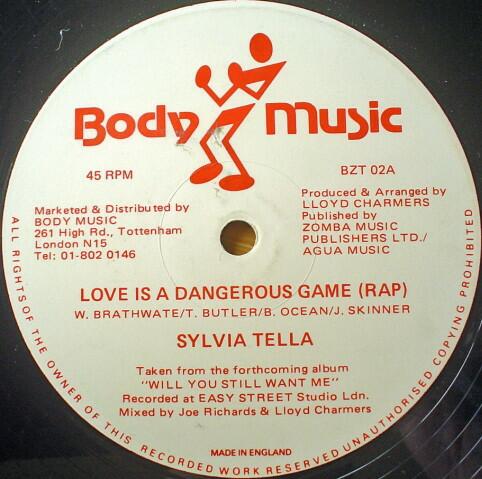 Body Music
45 RPM
BZT 02A
Marketed & Distributed by
BODY MUSIC
261 High Rd., Tottenham
London N15
Tel: 01-802 0146
Produced & Arranged by
LLOYD CHARMERS
Published by
ZOMBA MUSIC
PUBLISHERS LTD./
AGUA MUSIC
LOVE IS A DANGEROUS GAME (RAP)
W. BRATHWATE/T. BUTLER/B. OCEAN/J. SKINNER
SYLVIA TELLA
Taken from the forthcoming album
"WILL YOU STILL WANT ME"
Recorded at EASY STREET Studio Ldn.
Mixed by Joe Richards & Lloyd Charmers
MADE IN ENGLAND
ALL RIGHTS OF THE OWNER OF THIS RECORDED WORK RESERVED UNAUTHORISED COPYING PROHIBITED